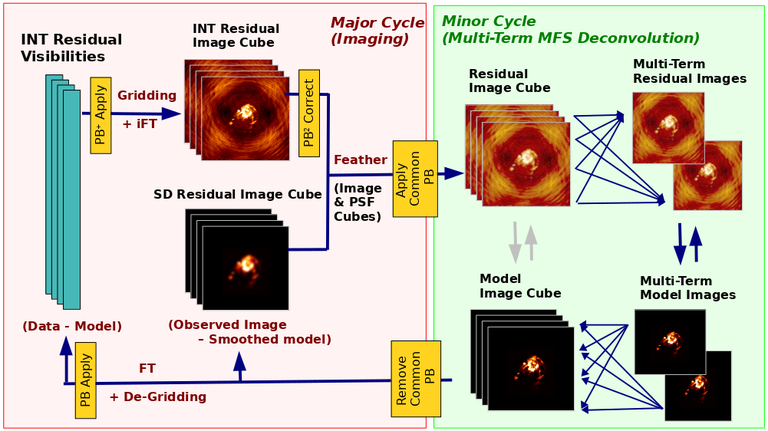 Major Cycle
(Imaging)
INT Residual
Visibilities
INT Residual
Image Cube
PB⁺ Apply
Gridding
+ iFT
PB² Correct
SD Residual Image Cube
Feather
(Image
& PSF
Cubes)
Apply
Common
PB
(Data - Model)
(Observed Image
– Smoothed model)
PB Apply
FT
+ De-Gridding
Remove
Common
PB
Minor Cycle
(Multi-Term MFS Deconvolution)
Residual
Image Cube
Multi-Term
Residual Images
Model
Image Cube
Multi-Term
Model Images